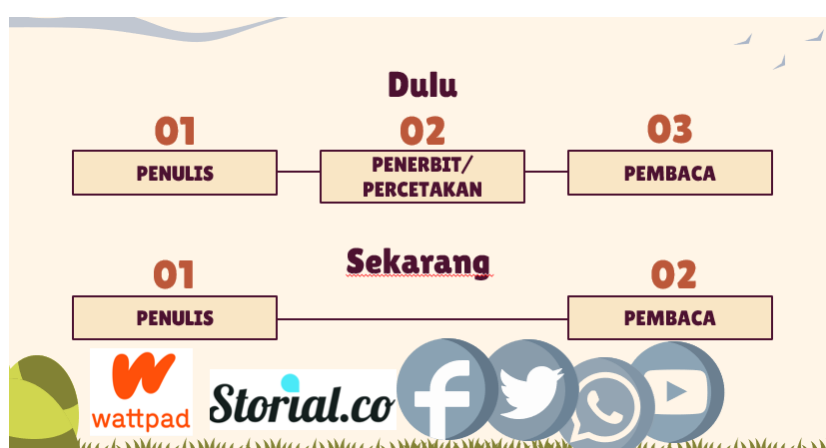 Dulu
01 02 03
PENULIS PENERBIT/ PEMBACA
PERCETAKAN
Sekarang
01 02
PENULIS PEMBACA
wattpad Storial.co